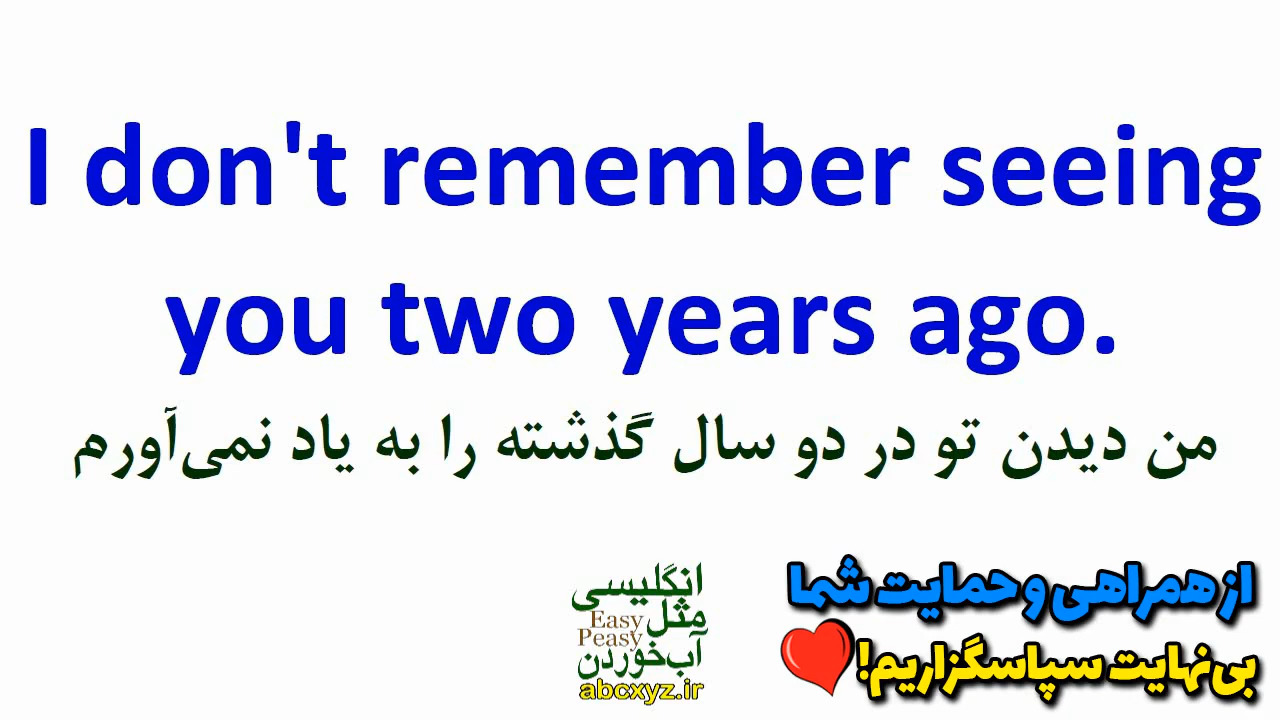 I don't remember seeing
you two years ago.
من دیدن تو در دو سال گذشته را به یاد نمی‌آورم
انگلیسی
مثل
Easy
Peasy
آب‌خوردن
abcxyz.ir
از همراهی و حمایت شما
بی‌نهایت سپاسگزاریم!